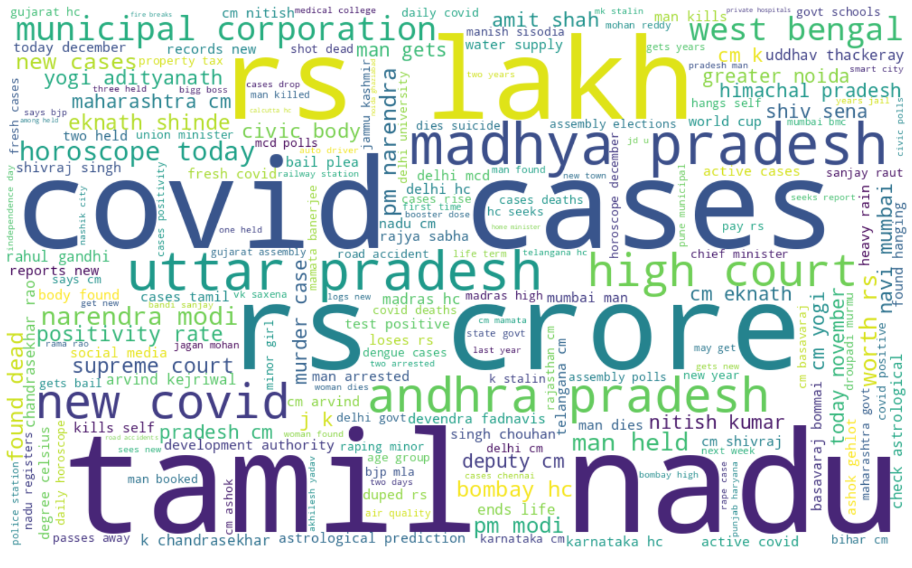 gujarat hc
fire breaks
cm nitish
medical college
daily covid
amit shah
mk stalin
mohan reddy
man kills
private hospitals
govt schools
municipal corporation
manish sisodia
water supply
gets years
west bengal
today december
records new
shot dead
man gets
rs lakh
pradesh man
smart city
new cases
property tax
cases drop
man killed
two years
cm k
uddhav thackeray
yogi adityanath
three held
bigg boss
jammu kashmir
greater noida
fresh cases
says bjp
among held
maharashtra cm
calcutta hc
delhi university
pm narendra
hangs self
himachal pradesh
years jail
dies suicide
assembly elections
world cup
mumbai bmc
civic polls
eknath shinde
mcd polls
auto driver
jd u
shiv sena
two held
union minister
civic body
madhya pradesh
shivraj singh
bail plea
delhi mcd
man found
new town
active cases
sanjay raut
horoscope today
fresh covid
railway station
delhi hc
cases rise
cases deaths
horoscope december
pune municipal
seeks report
independence day
nashik city
cases positivity
one held
mamata banerjee
first time
booster dose
hc seeks
home minister
pay rs
heavy rain
navi mumbai
found hanging
covid cases
nadu cm
rajya sabha
rahul gandhi
gujarat assembly
road accident
life term
telangana hc
chief minister
reports new
says cm
uttar pradesh
high court
body found
cases tamil
vk saxena
logs new
madras hc
madras high
mumbai man
cm eknath
chandrasekhar rao
narendra modi
get new
bandi sanjay
covid deaths
cm mamata
state govt
cm yogi
droupadi murmu
positivity rate
rama rao
jagan mohan
murder case
test positive
loses rs
last year
rajasthan cm
may get
cm basavaraj
today november
worth rs
social media
minor girl
dengue cases
two arrested
rs crore
gets new
basavaraj bommai
supreme court
man arrested
k stalin
assembly polls
new year
covid positive
found dead
gets bail
arvind kejriwal
woman dies
andhra pradesh
maharashtra govt
check astrological
new covid
cm arvind
telangana cm
j k
delhi govt
devendra fadnavis
man dies
nitish kumar
kills self
woman found
raping minor
singh chouhan
ashok gehlot
road accidents
pradesh cm
delhi cm
man held
cm shivraj
degree celsius
daily horoscope
sees new
development authority
age group
deputy cm
next week
police station
nadu registers
bjp mla
cases chennai
bombay high
rape case
punjab haryana
man booked
cm ashok
akhilesh yadav
two days
duped rs
bombay hc
tamil nadu
air quality
ends life
pm modi
passes away
k chandrasekhar
astrological prediction
karnataka cm
karnataka hc
active covid
bihar cm